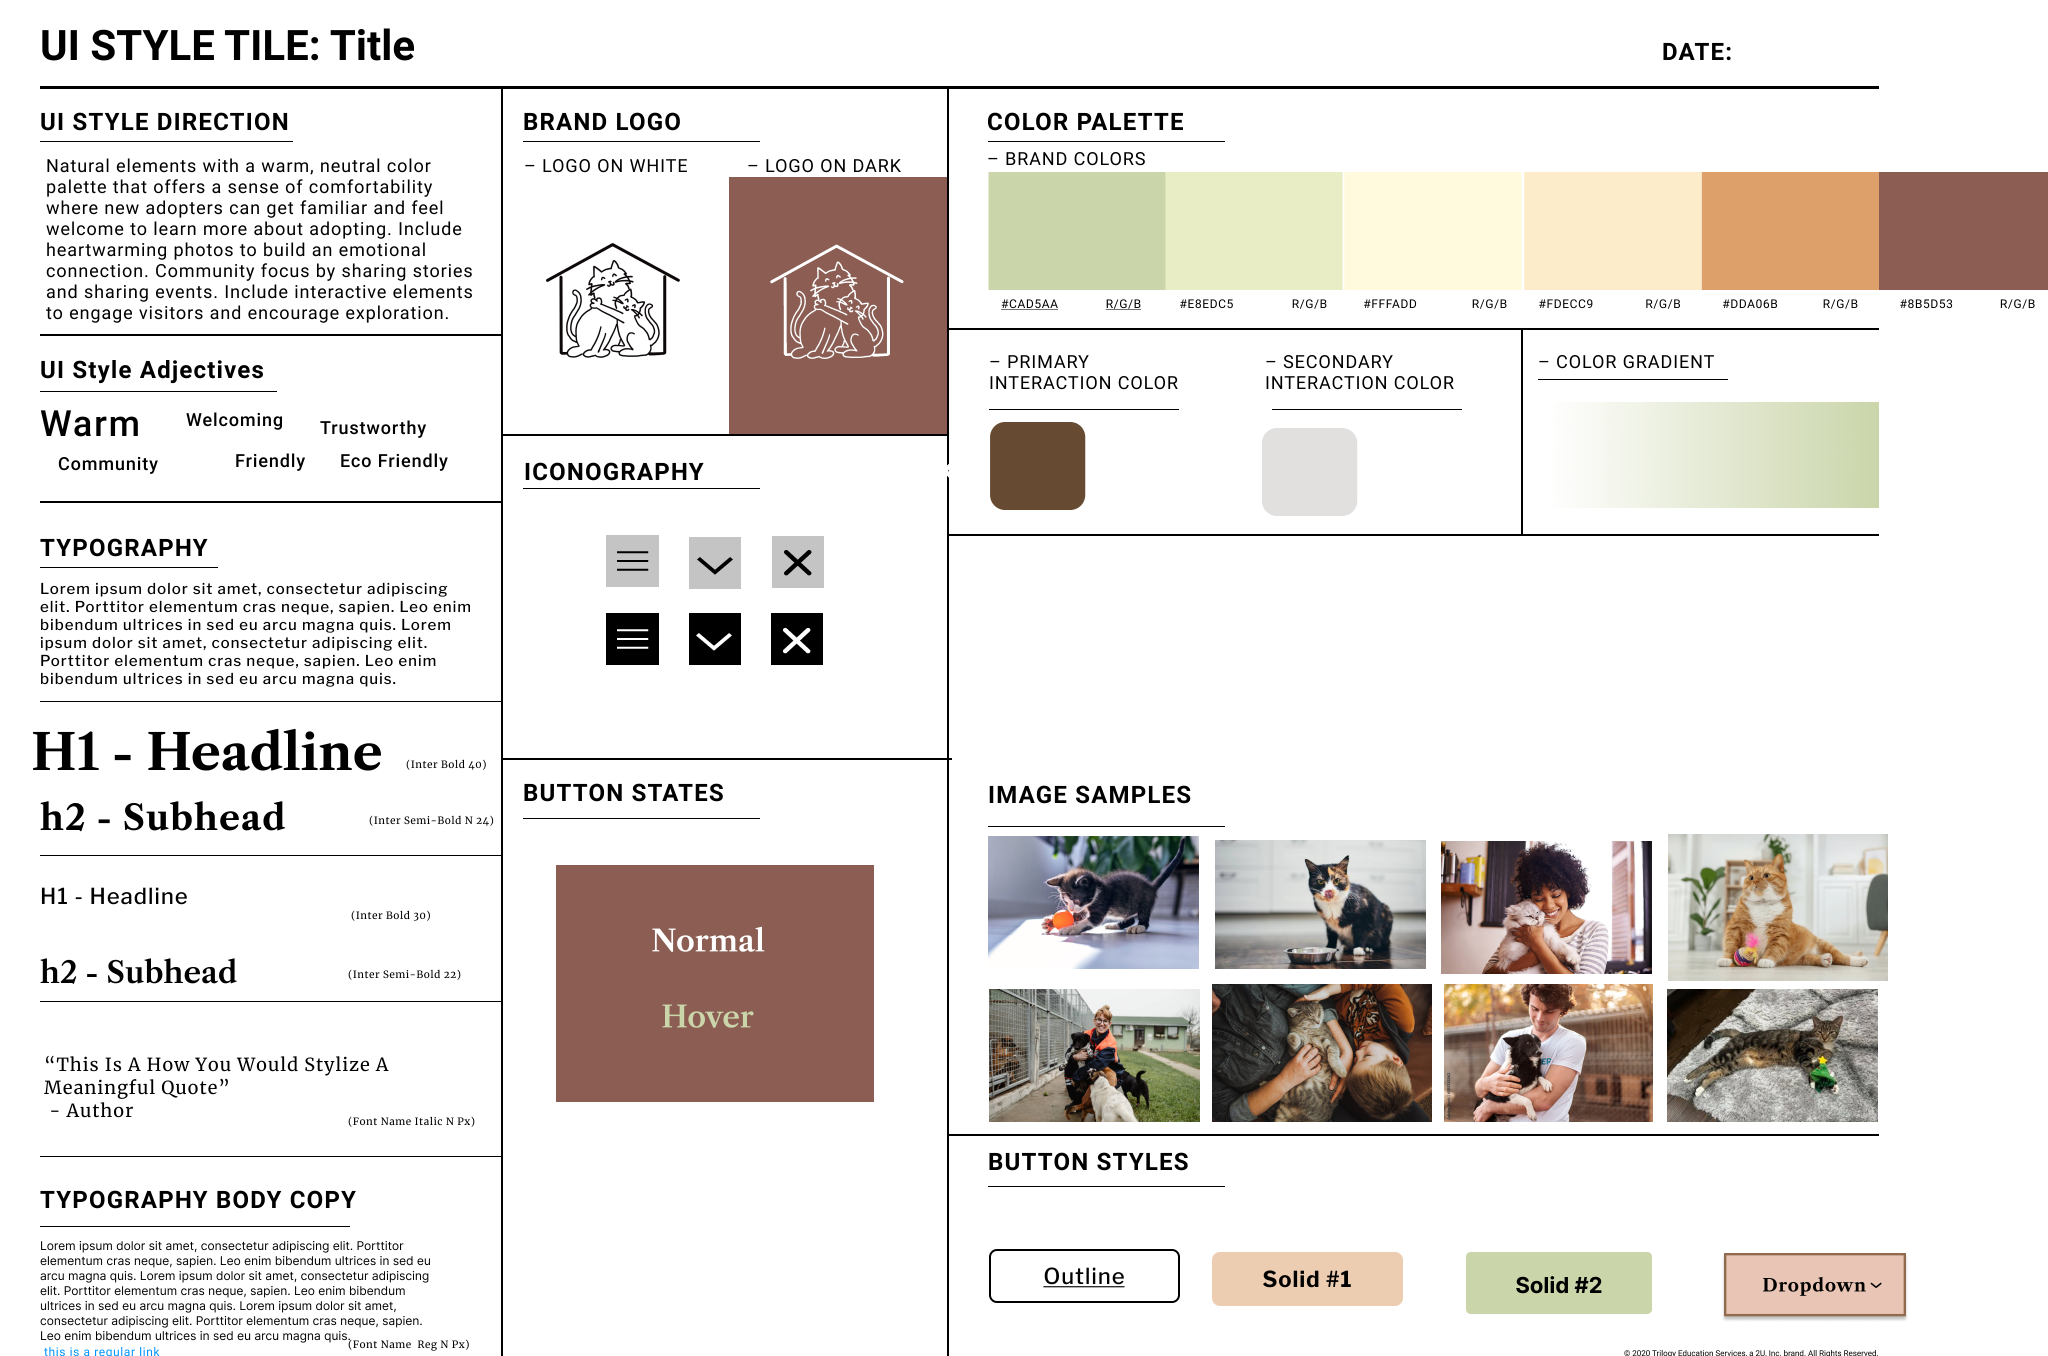 UI STYLE TILE: Title
DATE:
UI STYLE DIRECTION
Natural elements with a warm, neutral color
palette that offers a sense of comfortability
where new adopters can get familiar and feel
welcome to learn more about adopting. Include
heartwarming photos to build an emotional
connection. Community focus by sharing stories
and sharing events. Include interactive elements
to engage visitors and encourage exploration.
UI Style Adjectives
Warm
Welcoming
Trustworthy
Community
Friendly
Eco Friendly
TYPOGRAPHY
Lorem ipsum dolor sit amet, consectetur adipiscing
elit. Porttitor elementum cras neque, sapien. Leo enim
bibendum ultrices in sed eu arcu magna quis. Lorem
ipsum dolor sit amet, consectetur adipiscing elit.
Porttitor elementum cras neque, sapien. Leo enim
bibendum ultrices in sed eu arcu magna quis.
H1 - Headline
(Inter Bold 40)
h2 - Subhead
(Inter Semi-Bold N 24)
H1 - Headline
(Inter Bold 30)
h2 - Subhead
(Inter Semi-Bold 22)
“This Is A How You Would Stylize A
Meaningful Quote”
- Author
(Font Name Italic N Px)
TYPOGRAPHY BODY COPY
Lorem ipsum dolor sit amet, consectetur adipiscing elit. Porttitor
elementum cras neque, sapien. Leo enim bibendum ultrices in sed eu
arcu magna quis. Lorem ipsum dolor sit amet, consectetur adipiscing
elit. Porttitor elementum cras neque, sapien. Leo enim bibendum
ultrices in sed eu arcu magna quis. Lorem ipsum dolor sit amet,
consectetur adipiscing elit. Porttitor elementum cras neque, sapien.
Leo enim bibendum ultrices in sed eu arcu magna quis.
(Font Name Reg N Px)
this is a regular link
BRAND LOGO
– LOGO ON WHITE
– LOGO ON DARK
ICONOGRAPHY
BUTTON STATES
Normal
Hover
COLOR PALETTE
– BRAND COLORS
#CAD5AA R/G/B #E8EDC5 R/G/B #FFFADD R/G/B #FDECC9 R/G/B #DDA06B R/G/B #8B5D53 R/G/B
– PRIMARY
INTERACTION COLOR
– SECONDARY
INTERACTION COLOR
– COLOR GRADIENT
IMAGE SAMPLES
BUTTON STYLES
Outline
Solid #1
Solid #2
Dropdown
© 2020 Trilogy Education Services, a 2U, Inc. brand. All Rights Reserved.